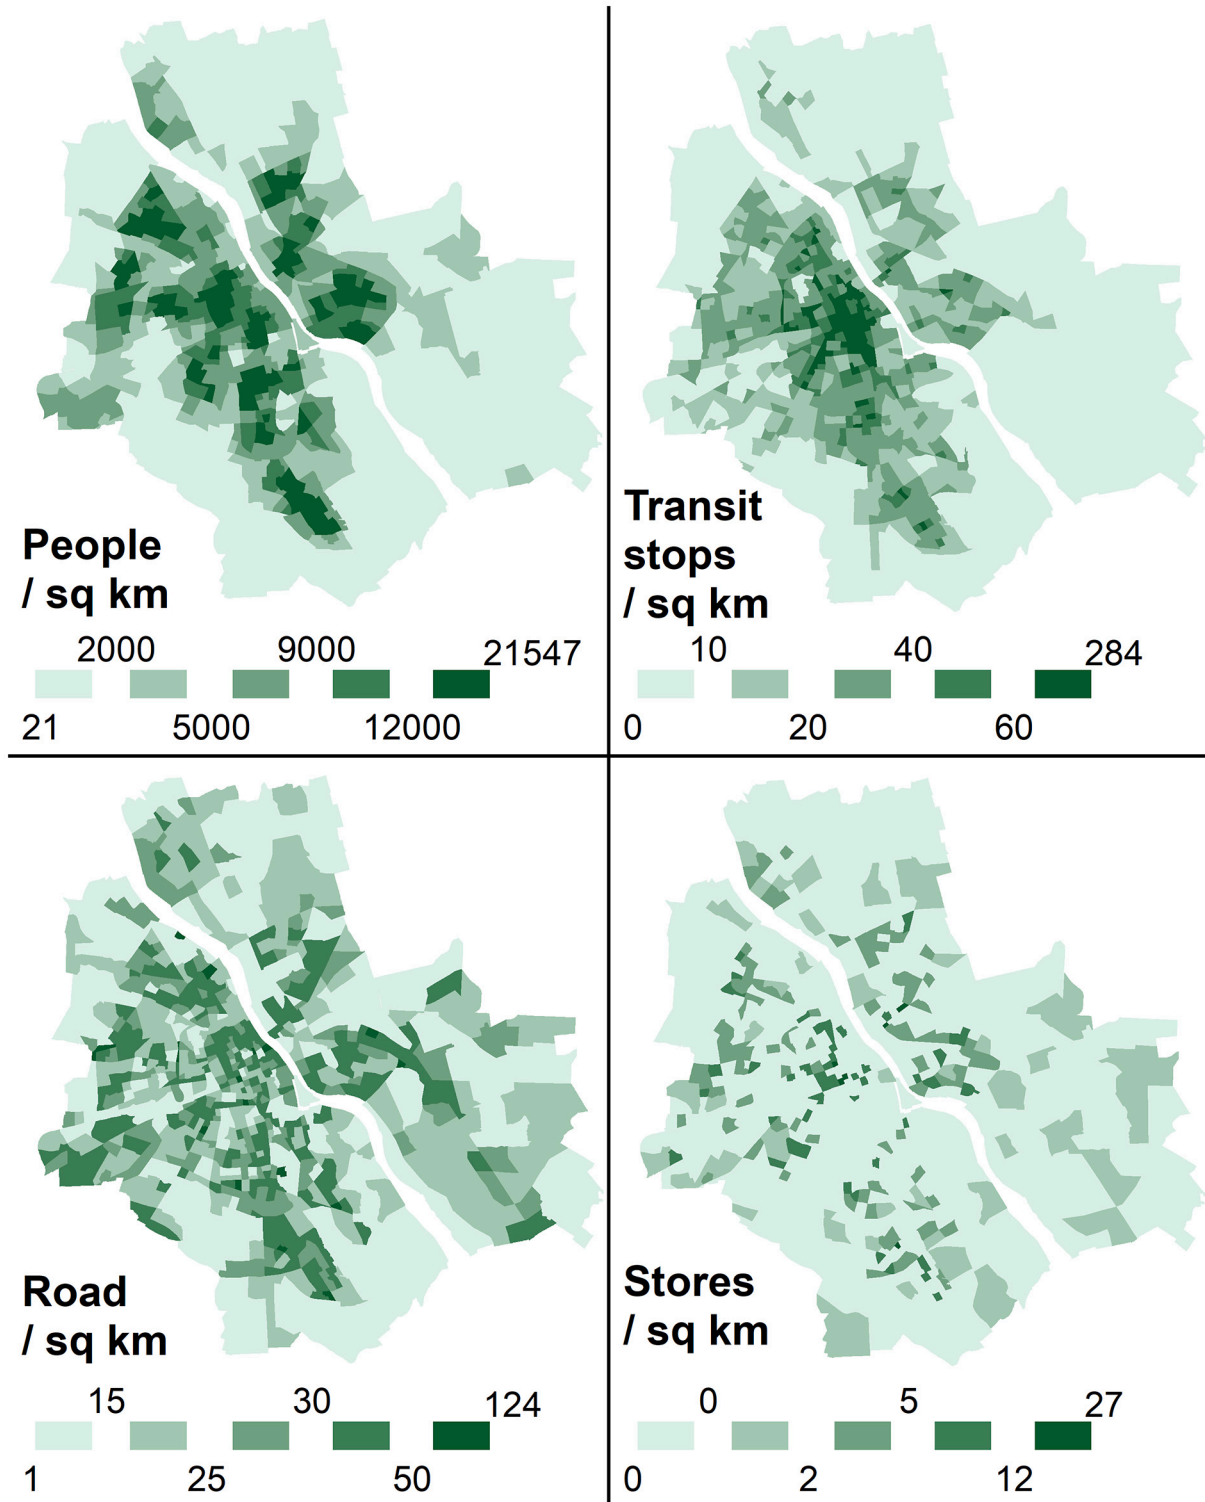 People
/ sq km
2000 9000 21547
21 5000 12000
Transit
stops
/ sq km
10 40 284
0 20 60
Road
/ sq km
15 30 124
1 25 50
Stores
/ sq km
0 5 27
0 2 12